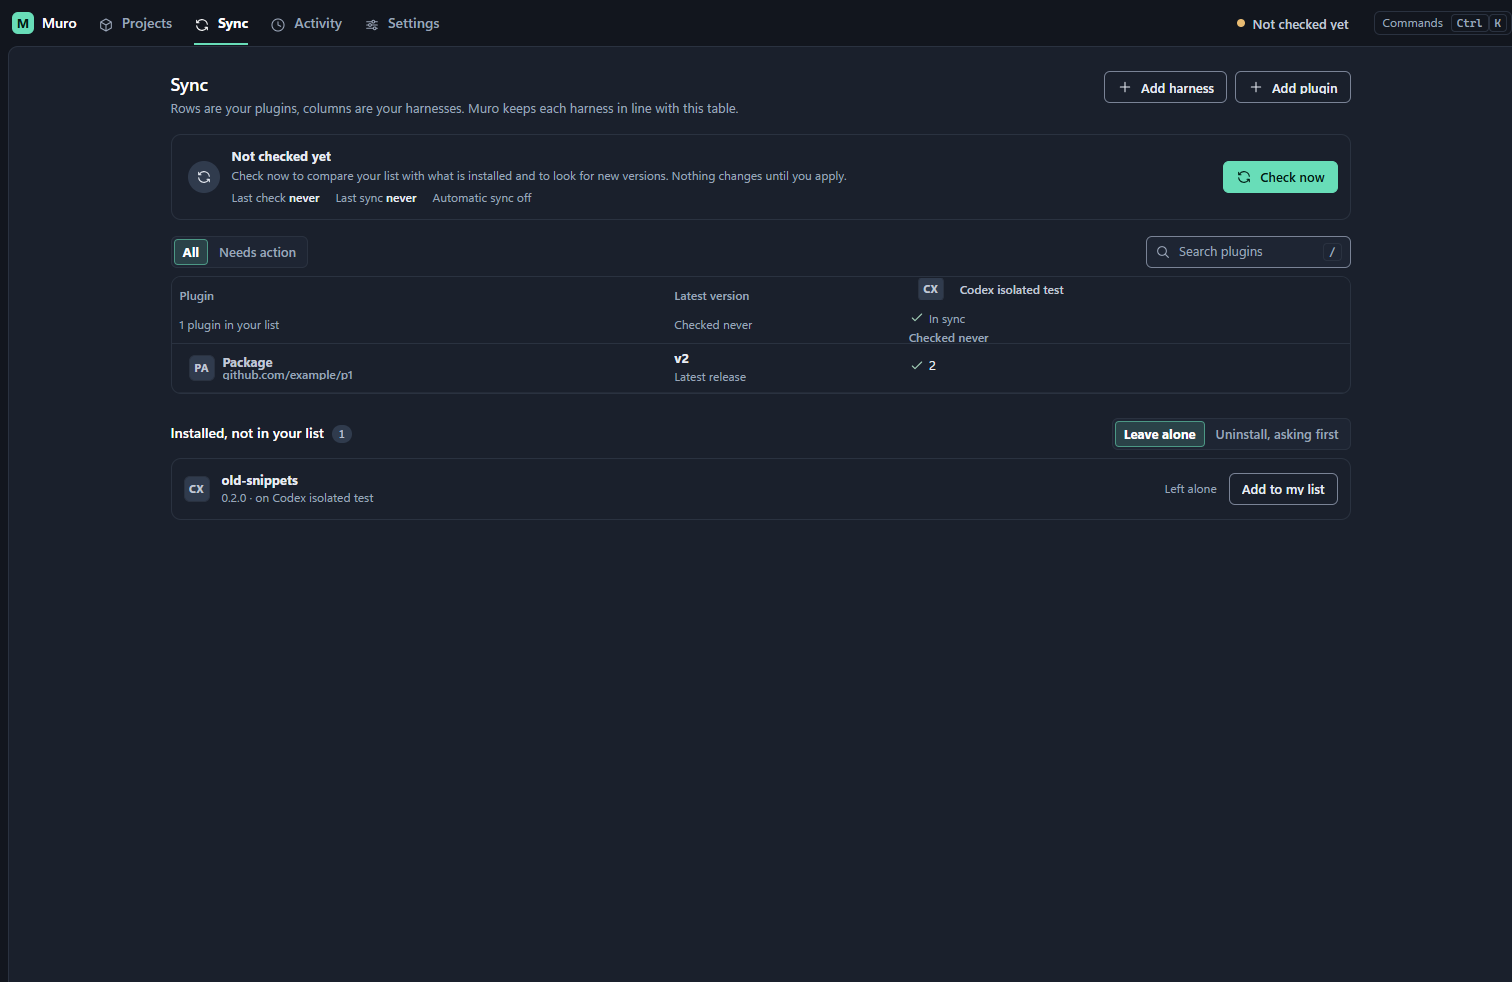 M Muro Projects Sync Activity Settings Not checked yet Commands Ctrl K
Sync
Rows are your plugins, columns are your harnesses. Muro keeps each harness in line with this table.
Add harness Add plugin
Not checked yet
Check now to compare your list with what is installed and to look for new versions. Nothing changes until you apply.
Last check never Last sync never Automatic sync off
Check now
All Needs action Search plugins /
Plugin Latest version CX Codex isolated test
1 plugin in your list Checked never In sync
Checked never
PA Package v2 2
github.com/example/p1 Latest release
Installed, not in your list 1 Leave alone Uninstall, asking first
CX old-snippets
0.2.0 · on Codex isolated test
Left alone Add to my list